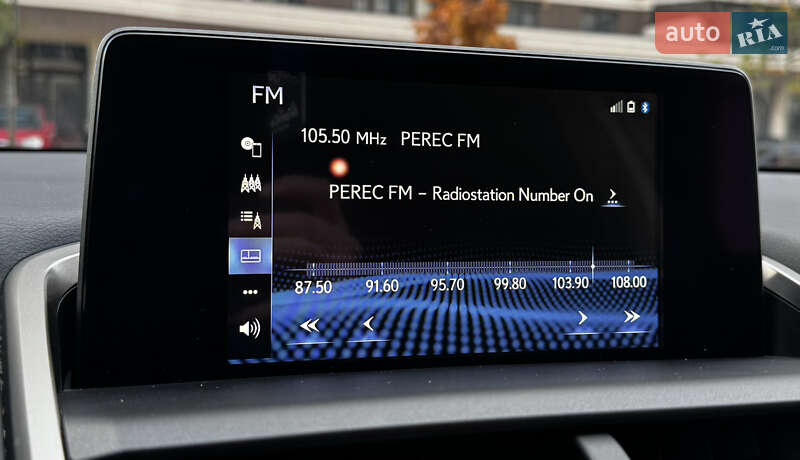 auto RIA
.com
FM
105.50 MHz PEREC FM
PEREC FM – Radiostation Number On
87.50 91.60 95.70 99.80 103.90 108.00